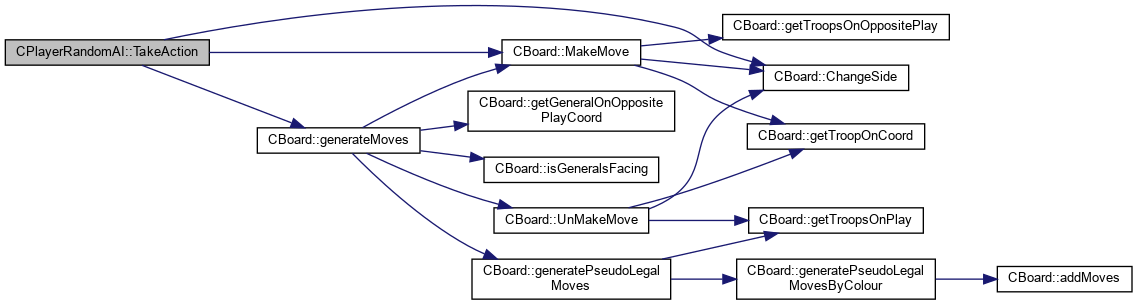 CPlayerRandomAI::TakeAction
CBoard::MakeMove
CBoard::getTroopsOnOppositePlay
CBoard::ChangeSide
CBoard::generateMoves
CBoard::getGeneralOnOpposite
PlayCoord
CBoard::getTroopOnCoord
CBoard::isGeneralsFacing
CBoard::UnMakeMove
CBoard::getTroopsOnPlay
CBoard::generatePseudoLegal
Moves
CBoard::generatePseudoLegal
MovesByColour
CBoard::addMoves